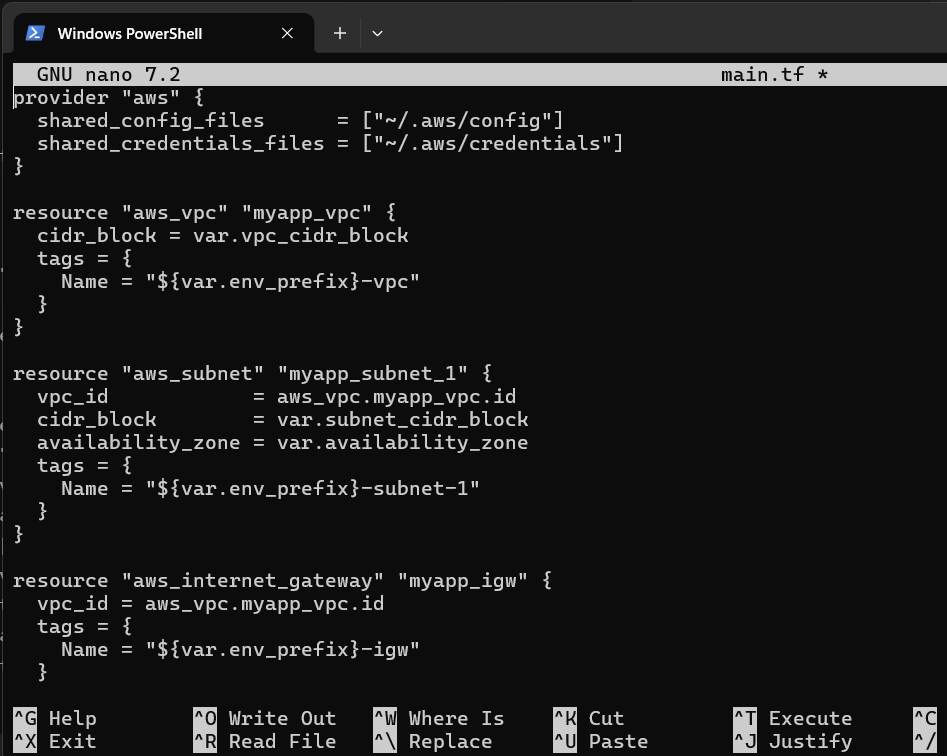 Windows PowerShell
GNU nano 7.2 main.tf *
provider "aws" {
  shared_config_files      = ["~/.aws/config"]
  shared_credentials_files = ["~/.aws/credentials"]
}

resource "aws_vpc" "myapp_vpc" {
  cidr_block = var.vpc_cidr_block
  tags = {
    Name = "${var.env_prefix}-vpc"
  }
}

resource "aws_subnet" "myapp_subnet_1" {
  vpc_id            = aws_vpc.myapp_vpc.id
  cidr_block        = var.subnet_cidr_block
  availability_zone = var.availability_zone
  tags = {
    Name = "${var.env_prefix}-subnet-1"
  }
}

resource "aws_internet_gateway" "myapp_igw" {
  vpc_id = aws_vpc.myapp_vpc.id
  tags = {
    Name = "${var.env_prefix}-igw"
  }

^G Help ^O Write Out ^W Where Is ^K Cut ^T Execute ^C
^X Exit ^R Read File ^\ Replace ^U Paste ^J Justify ^/